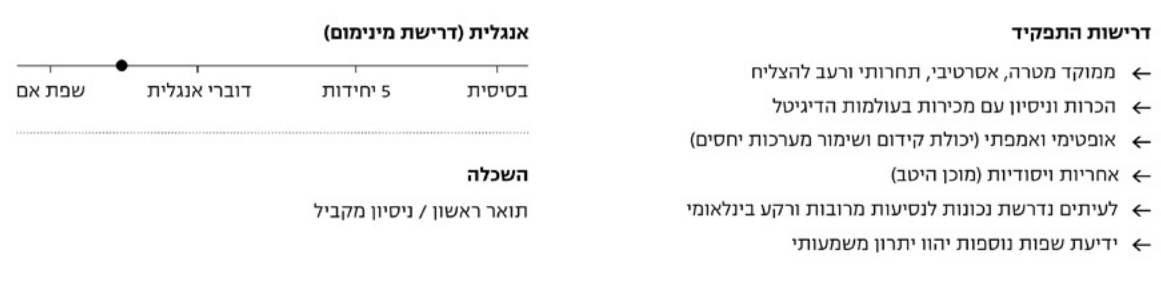 דרישות התפקיד
← ממוקד מטרה, אסרטיבי, תחרותי ורעב להצליח
← הכרות וניסיון עם מכירות בעולמות הדיגיטל
← אופטימי ואמפתי (יכולת קידום ושימור מערכות יחסים)
← אחריות ויסודיות (מוכן היטב)
← לעיתים נדרשת נכונות לנסיעות מרובות ורקע בינלאומי
← ידיעת שפות נוספות יהוו יתרון משמעותי
אנגלית (דרישת מינימום)
בסיסית 5 יחידות דוברי אנגלית שפת אם
השכלה
תואר ראשון / ניסיון מקביל